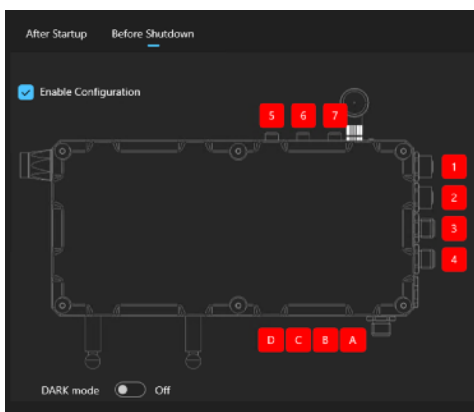 After Startup Before Shutdown
Enable Configuration
5 6 7
1
2
3
4
D C B A
DARK mode Off